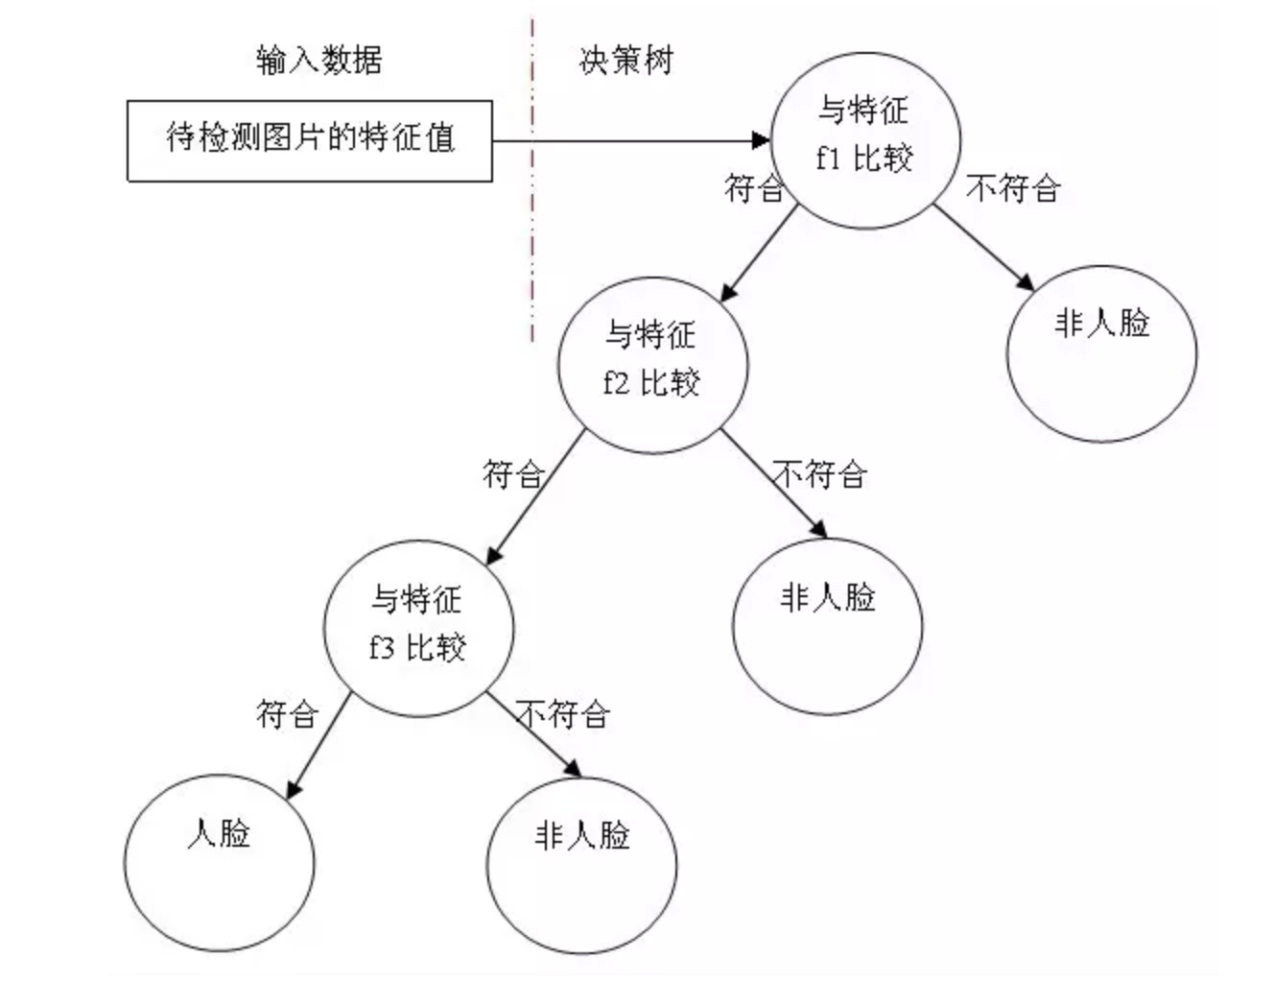 输入数据
决策树
待检测图片的特征值
与特征
f1 比较
符合
不符合
非人脸
与特征
f2 比较
符合
不符合
非人脸
与特征
f3 比较
符合
不符合
人脸
非人脸